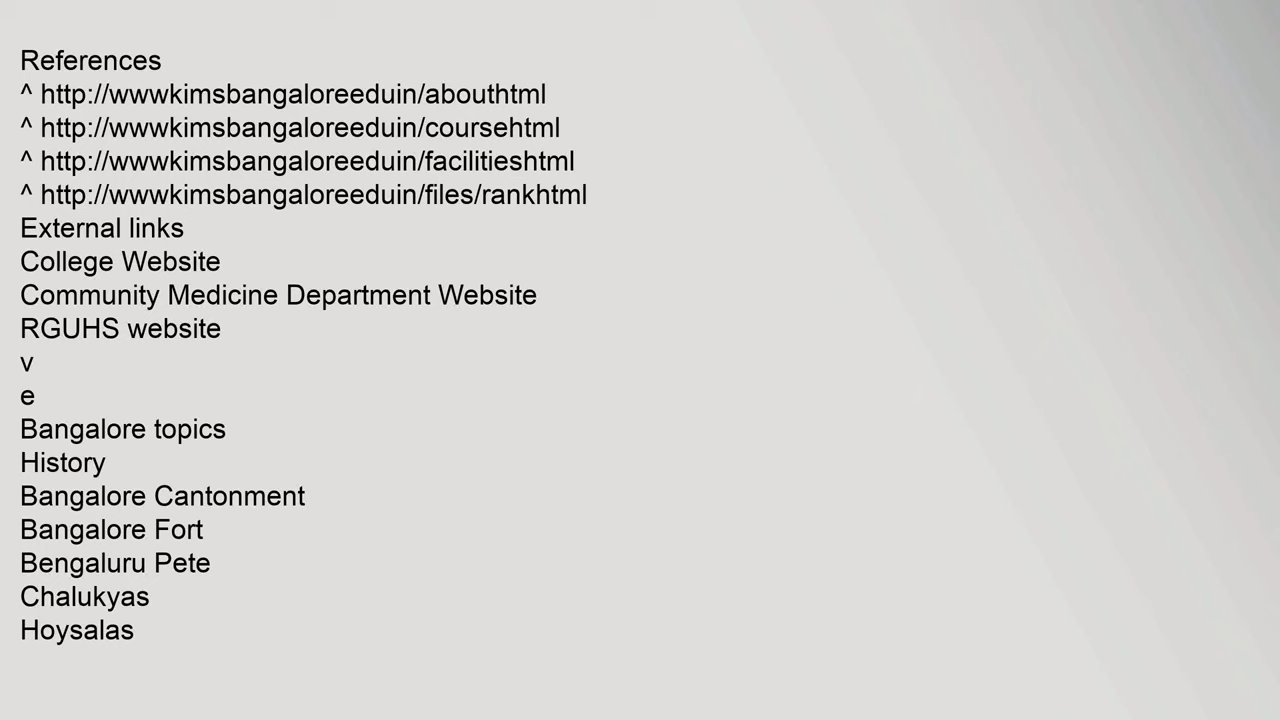 References
^ http://wwwkimsbangaloreeduin/abouthtml
^ http://wwwkimsbangaloreeduin/coursehtml
^ http://wwwkimsbangaloreeduin/facilitieshtml
^ http://wwwkimsbangaloreeduin/files/rankhtml
External links
College Website
Community Medicine Department Website
RGUHS website
v
e
Bangalore topics
History
Bangalore Cantonment
Bangalore Fort
Bengaluru Pete
Chalukyas
Hoysalas